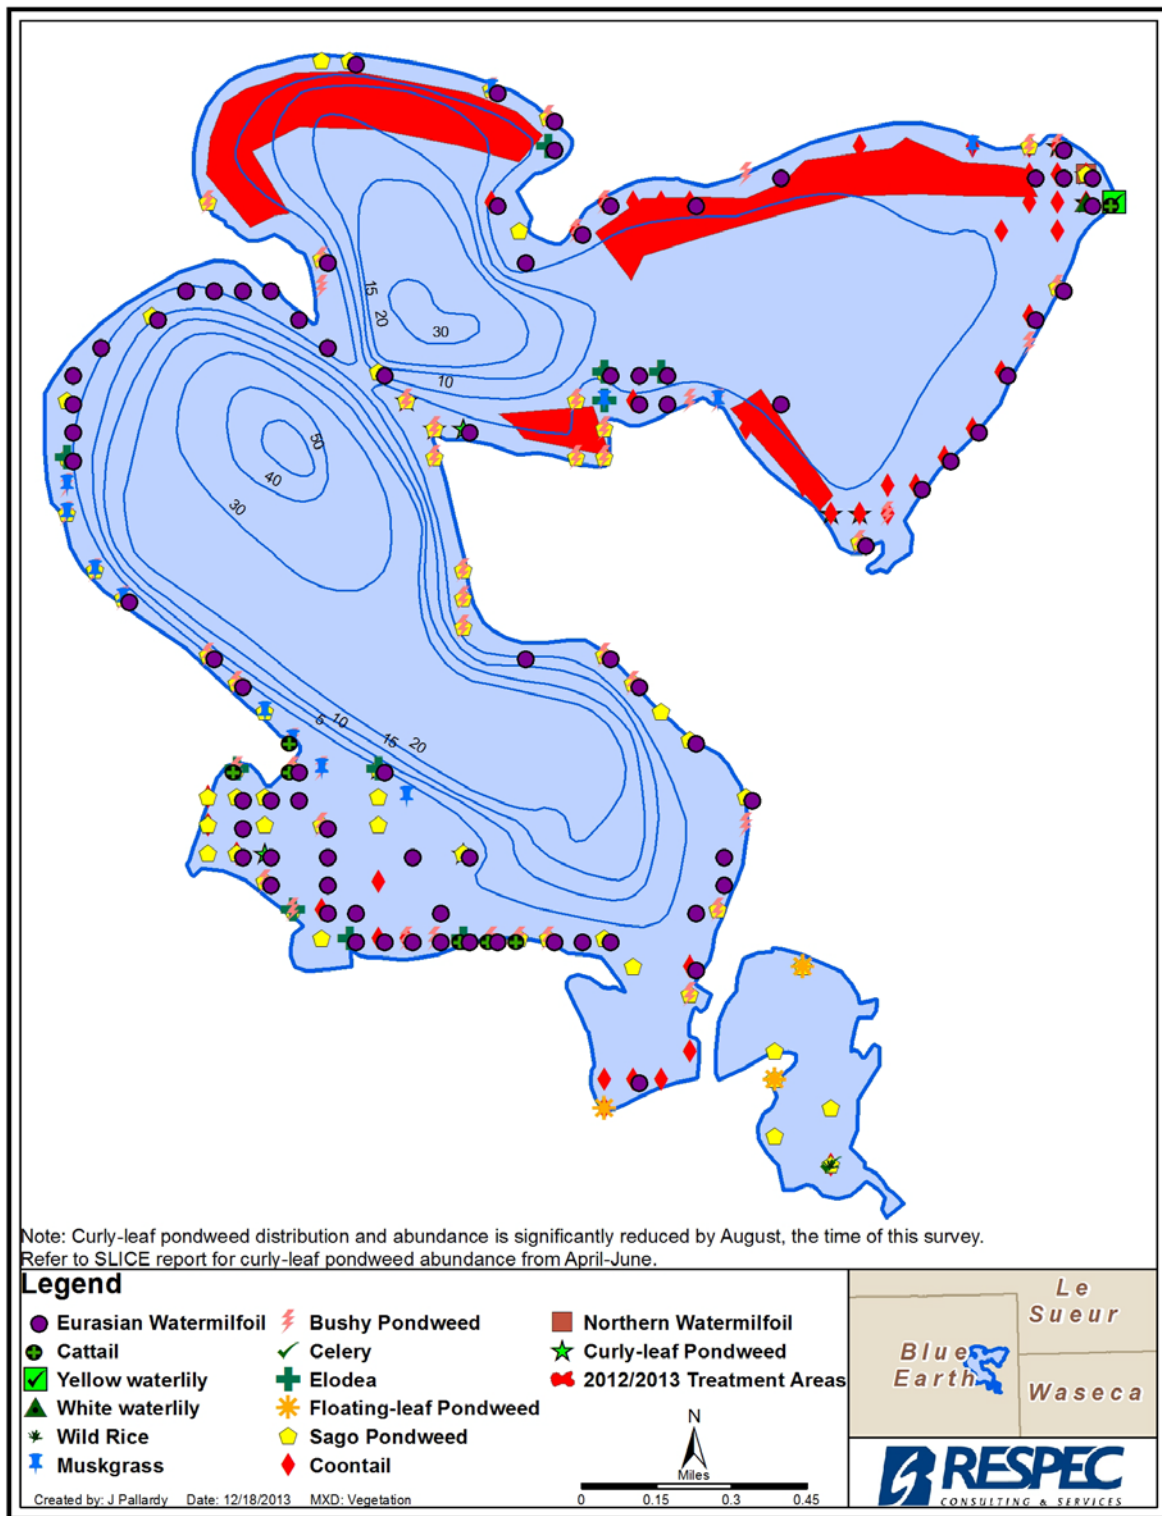 15
20
30
10
50
40
30
5
10
15
20
Note: Curly-leaf pondweed distribution and abundance is significantly reduced by August, the time of this survey.
Refer to SLICE report for curly-leaf pondweed abundance from April-June.
Legend
Eurasian Watermilfoil
Cattail
Yellow waterlily
White waterlily
Wild Rice
Muskgrass
Bushy Pondweed
Celery
Elodea
Floating-leaf Pondweed
Sago Pondweed
Coontail
Northern Watermilfoil
Curly-leaf Pondweed
2012/2013 Treatment Areas
N
Miles
0 0.15 0.3 0.45
Created by: J Pallardy Date: 12/18/2013 MXD: Vegetation
Le
Sueur
Blue
Earth
Waseca
RESPEC
CONSULTING & SERVICES